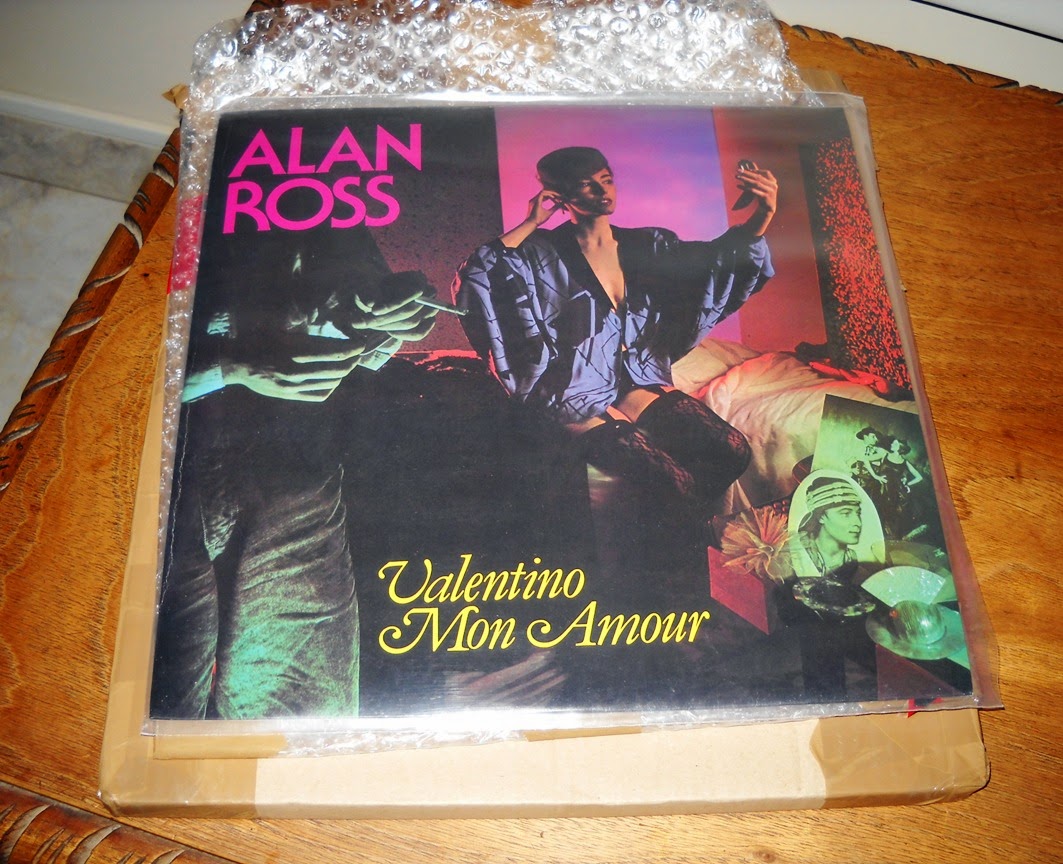 ALAN
ROSS
Valentino
Mon Amour